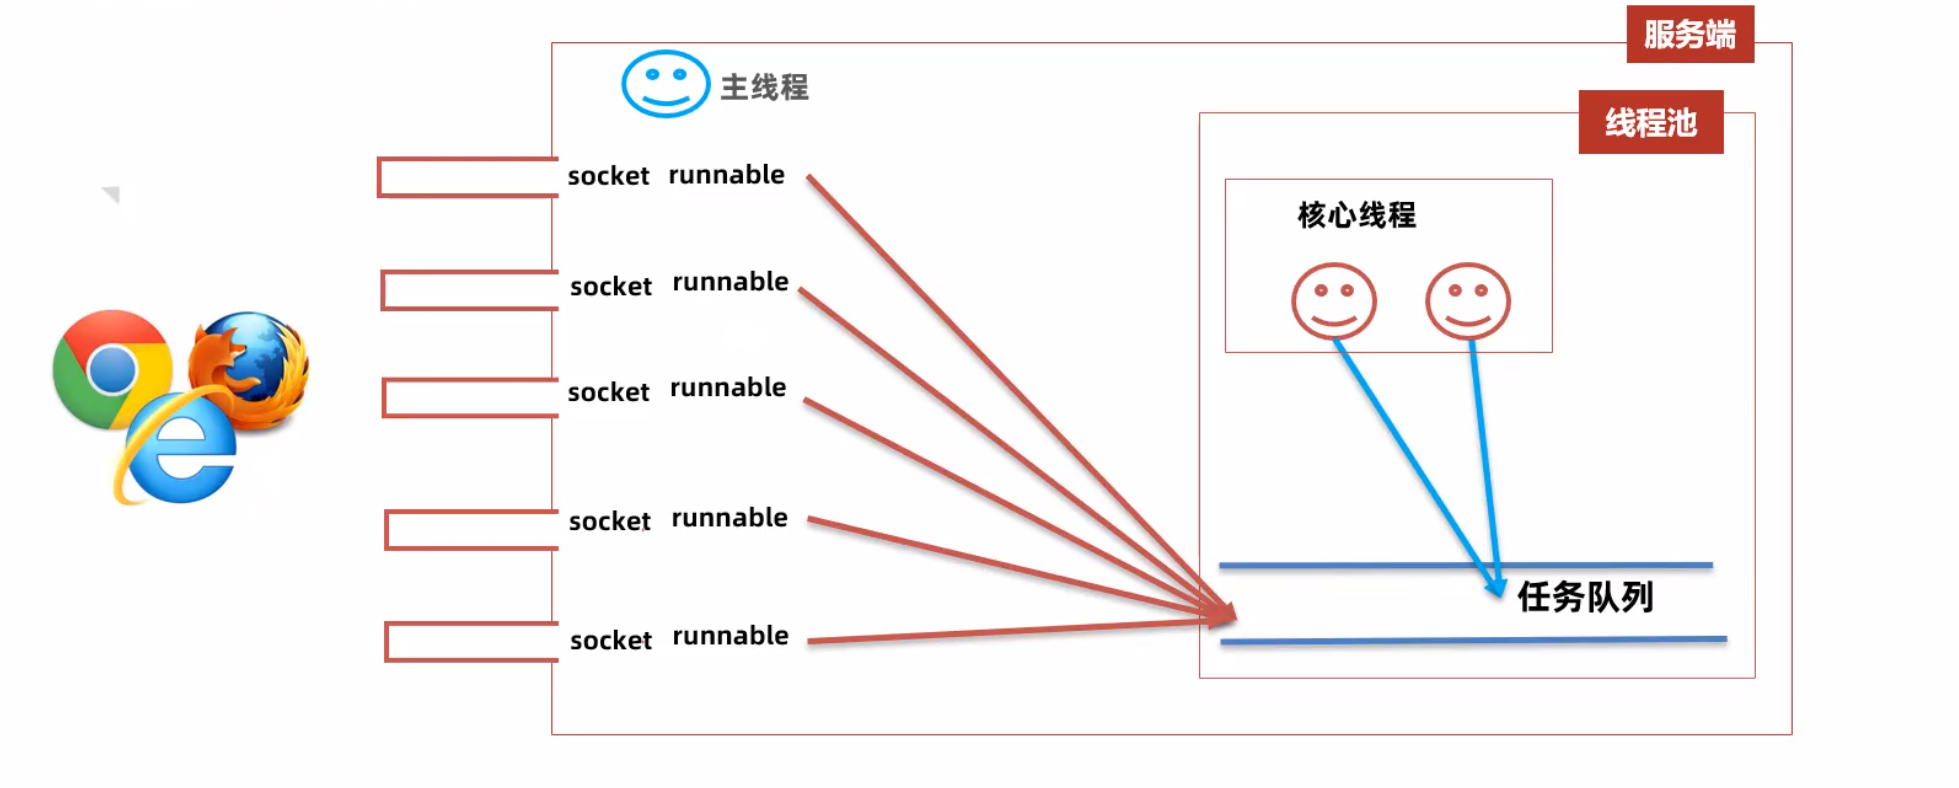 服务端
主线程
线程池
socket runnable
核心线程
socket runnable
socket runnable
socket runnable
任务队列
socket runnable